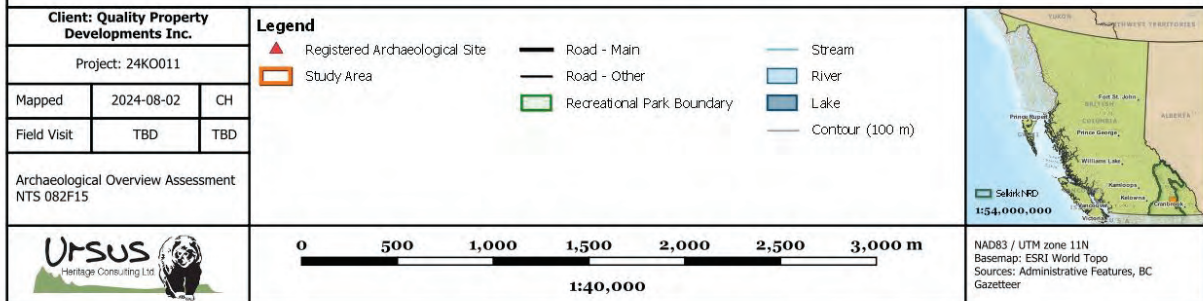 Client: Quality Property
Developments Inc.
Project: 24KO011
Mapped 2024-08-02 CH
Field Visit TBD TBD
Archaeological Overview Assessment
NTS 082F15
Legend
Registered Archaeological Site
Study Area
Road - Main
Road - Other
Recreational Park Boundary
Stream
River
Lake
Contour (100 m)
YUKON
NORTHWEST TERRITORIES
Fort St. John
BRITISH
COLUMBIA
ALBERTA
Prince Rupert
Prince George
Williams Lake
Kamloops
Kelowna
Cranbrook
Vancouver
Victoria
U S A
Selkirk NRD
1:54,000,000
Ursus
Heritage Consulting Ltd.
0 500 1,000 1,500 2,000 2,500 3,000 m
1:40,000
NAD83 / UTM zone 11N
Basemap: ESRI World Topo
Sources: Administrative Features, BC
Gazetteer